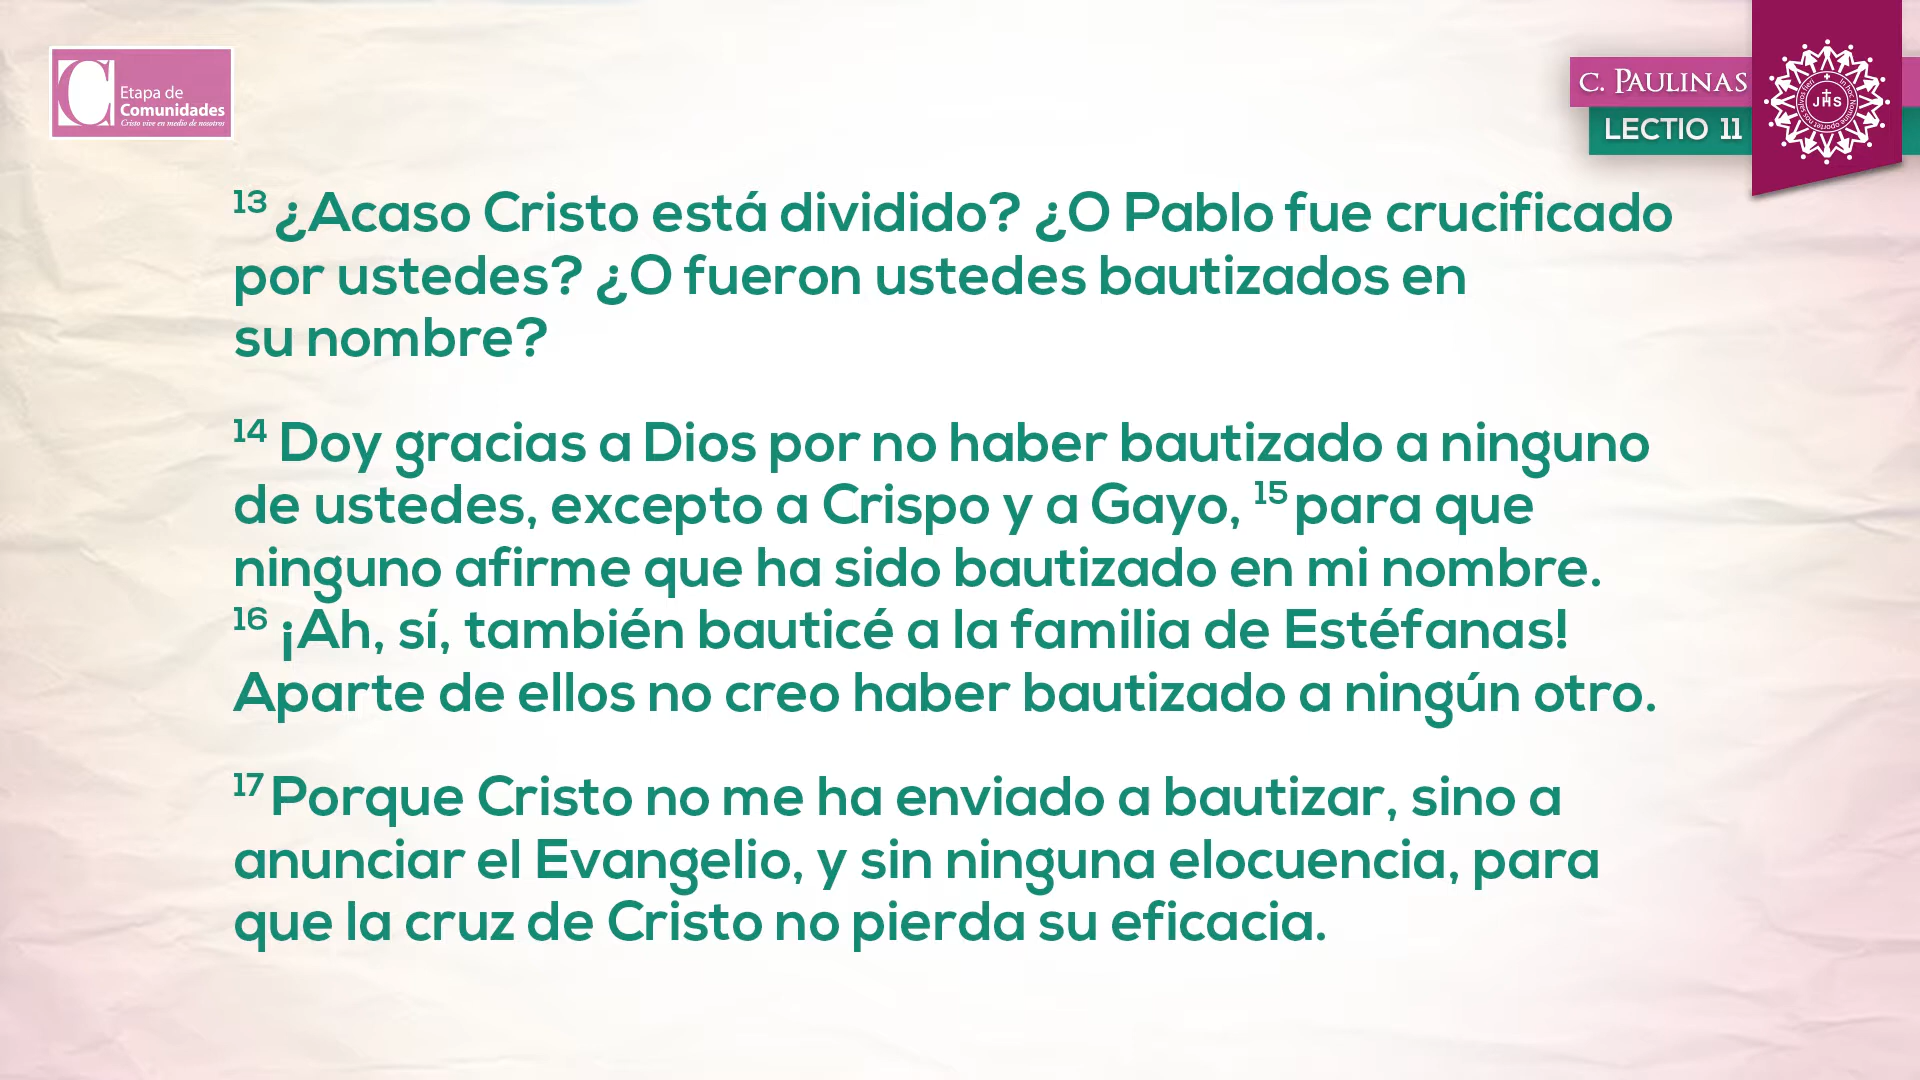 Etapa de
Comunidades
Cristo vive en medio de nosotros
C. PAULINAS
LECTIO 11
JHS
13 ¿Acaso Cristo está dividido? ¿O Pablo fue crucificado
por ustedes? ¿O fueron ustedes bautizados en
su nombre?
14 Doy gracias a Dios por no haber bautizado a ninguno
de ustedes, excepto a Crispo y a Gayo, 15 para que
ninguno afirme que ha sido bautizado en mi nombre.
16 ¡Ah, sí, también bauticé a la familia de Estéfanas!
Aparte de ellos no creo haber bautizado a ningún otro.
17 Porque Cristo no me ha enviado a bautizar, sino a
anunciar el Evangelio, y sin ninguna elocuencia, para
que la cruz de Cristo no pierda su eficacia.